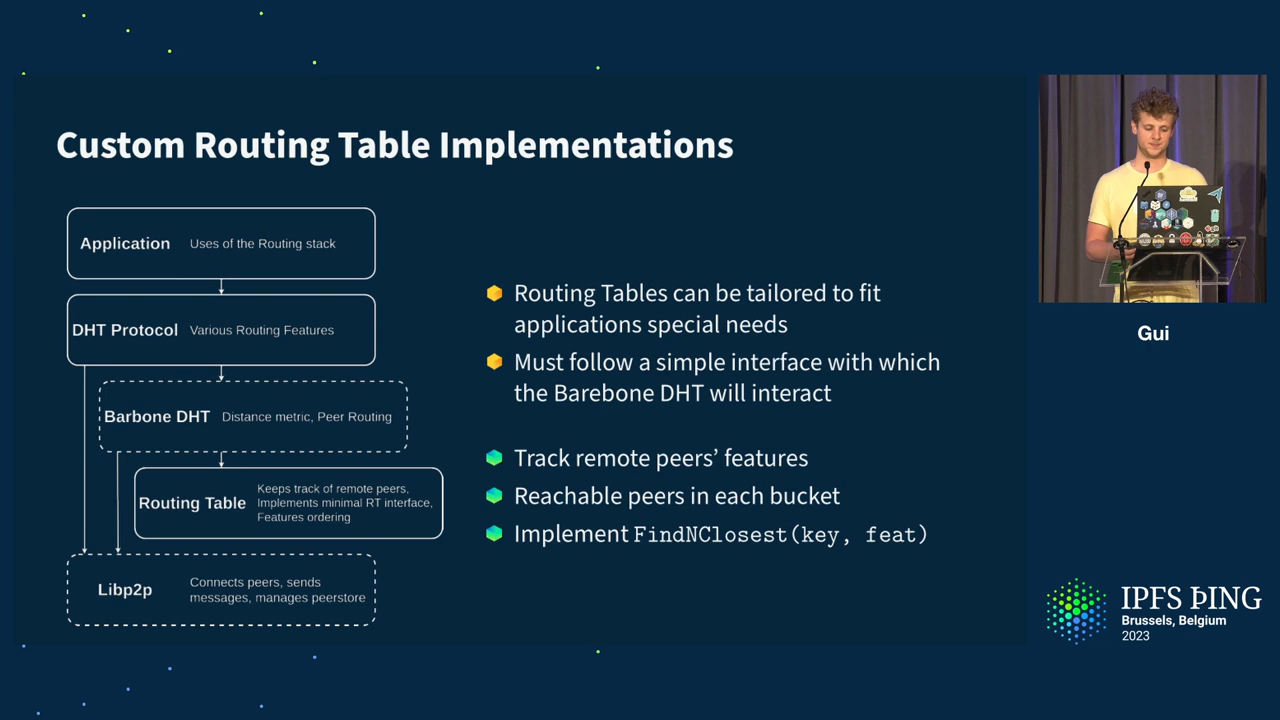 Custom Routing Table Implementations
Application Uses of the Routing stack
DHT Protocol Various Routing Features
Barbone DHT Distance metric, Peer Routing
Routing Table
Keeps track of remote peers,
Implements minimal RT interface,
Features ordering
Libp2p
Connects peers, sends
messages, manages peerstore
Routing Tables can be tailored to fit
applications special needs
Must follow a simple interface with which
the Barebone DHT will interact
Track remote peers’ features
Reachable peers in each bucket
Implement FindNClosest(key, feat)
Gui
IPFS ÞING
Brussels, Belgium
2023